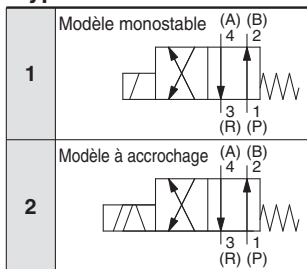 1
Modèle monostable
(A) (B)
4 2
3 1
(R) (P)
2
Modèle à accrochage
(A) (B)
4 2
3 1
(R) (P)